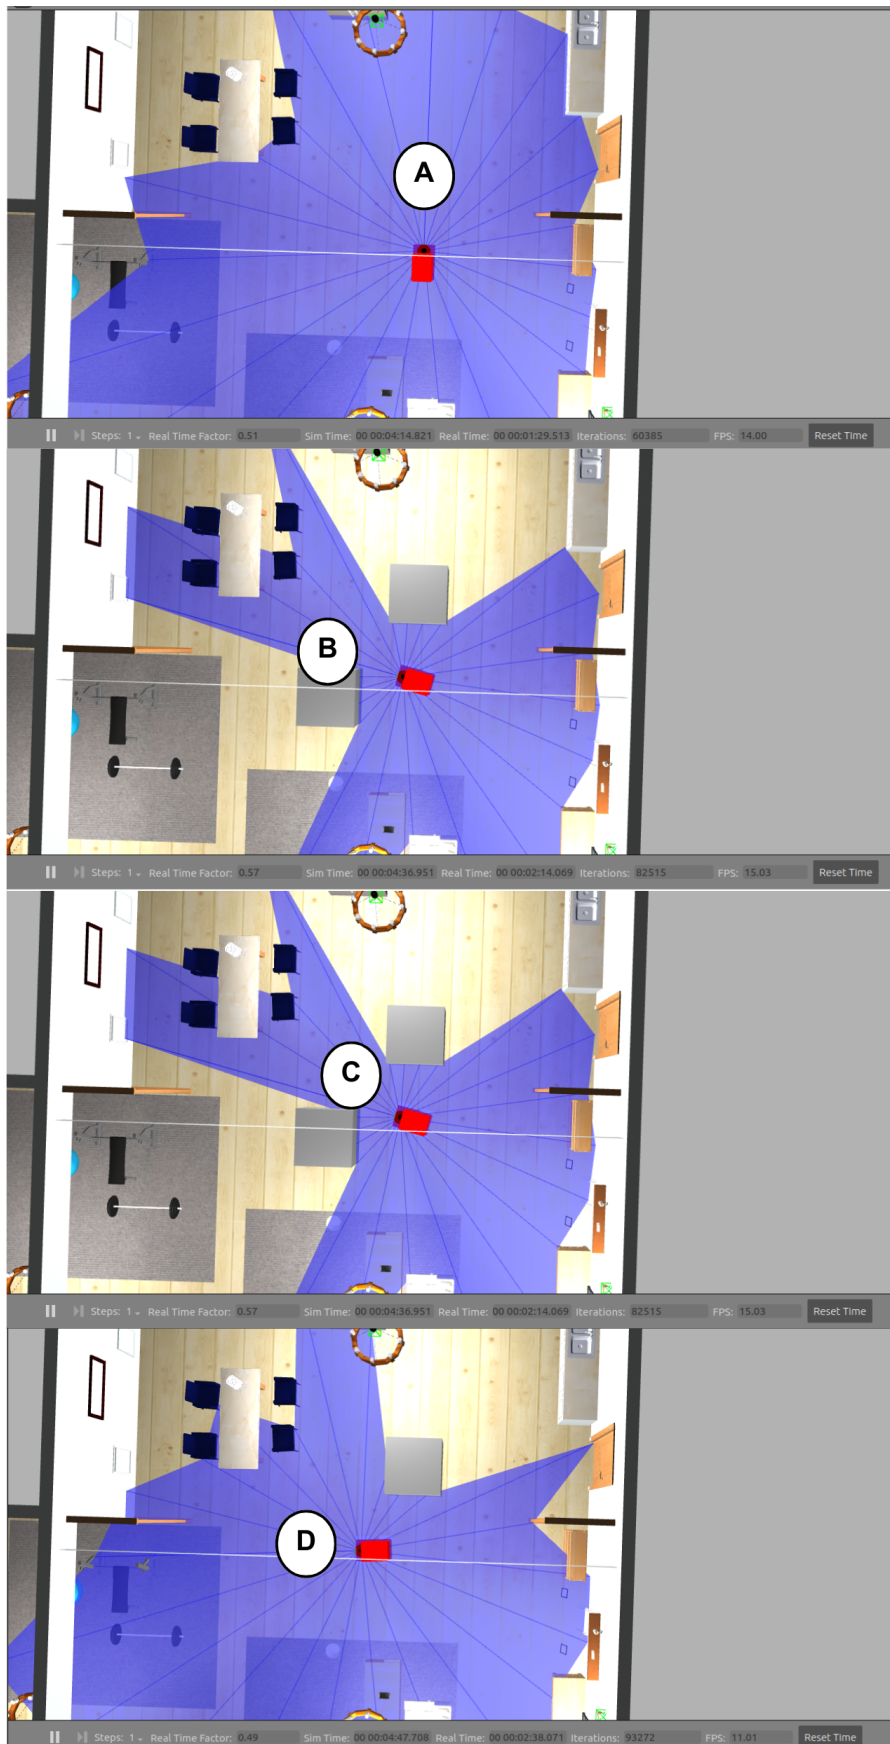 A
Steps: 1 Real Time Factor: 0.51 Sim Time: 00 00:04:14.821 Real Time: 00 00:01:29.513 Iterations: 60385 FPS: 14.00 Reset Time
B
Steps: 1 Real Time Factor: 0.57 Sim Time: 00 00:04:36.951 Real Time: 00 00:02:14.069 Iterations: 82515 FPS: 15.03 Reset Time
C
Steps: 1 Real Time Factor: 0.57 Sim Time: 00 00:04:36.951 Real Time: 00 00:02:14.069 Iterations: 82515 FPS: 15.03 Reset Time
D
Steps: 1 Real Time Factor: 0.49 Sim Time: 00 00:04:47.708 Real Time: 00 00:02:38.071 Iterations: 93272 FPS: 11.01 Reset Time